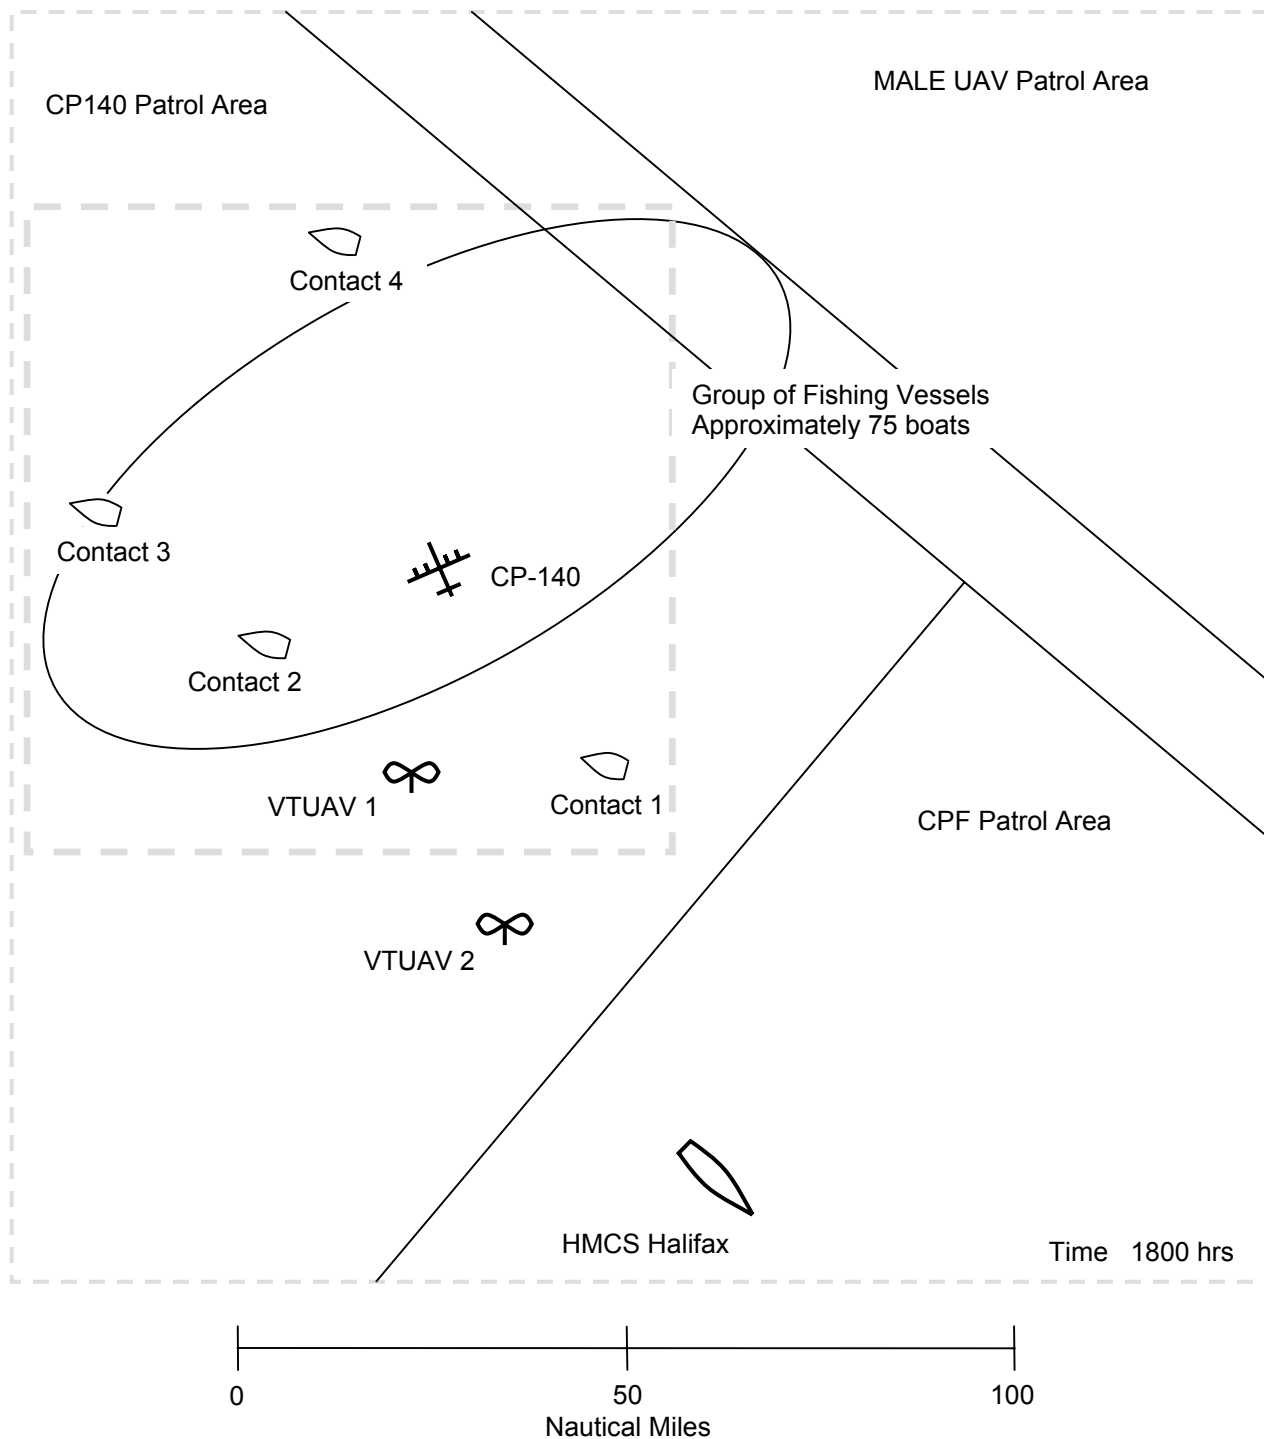 MALE UAV Patrol Area
CP140 Patrol Area
Contact 4
Group of Fishing Vessels
Approximately 75 boats
Contact 3
CP-140
Contact 2
VTUAV 1
Contact 1
CPF Patrol Area
VTUAV 2
HMCS Halifax
Time 1800 hrs
0
50
100
Nautical Miles